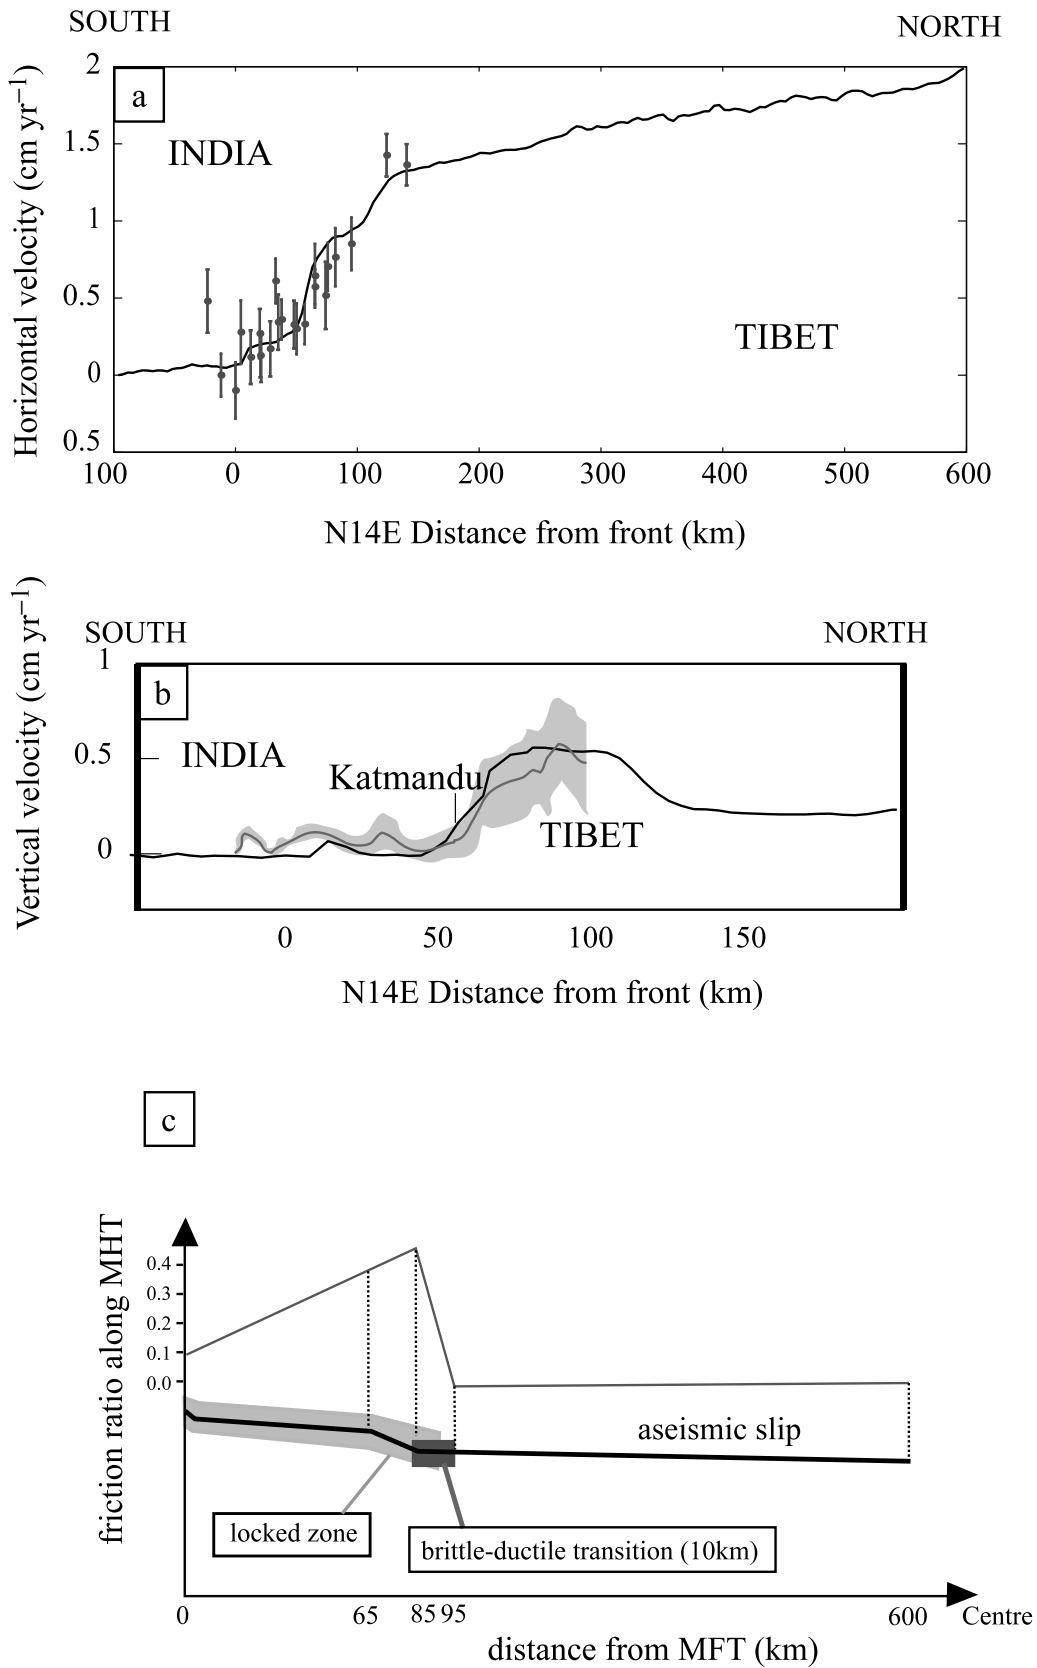 SOUTH NORTH
2
a
1.5
INDIA
1
0.5
TIBET
0
0.5
Horizontal velocity (cm yr−1)
100 0 100 200 300 400 500 600
N14E Distance from front (km)
SOUTH NORTH
1
b
0.5
INDIA
Katmandu
TIBET
0
Vertical velocity (cm yr−1)
0 50 100 150
N14E Distance from front (km)
c
0.4
0.3
0.2
0.1
0.0
friction ratio along MHT
aseismic slip
locked zone
brittle-ductile transition (10km)
0 65 85 95 600 Centre
distance from MFT (km)